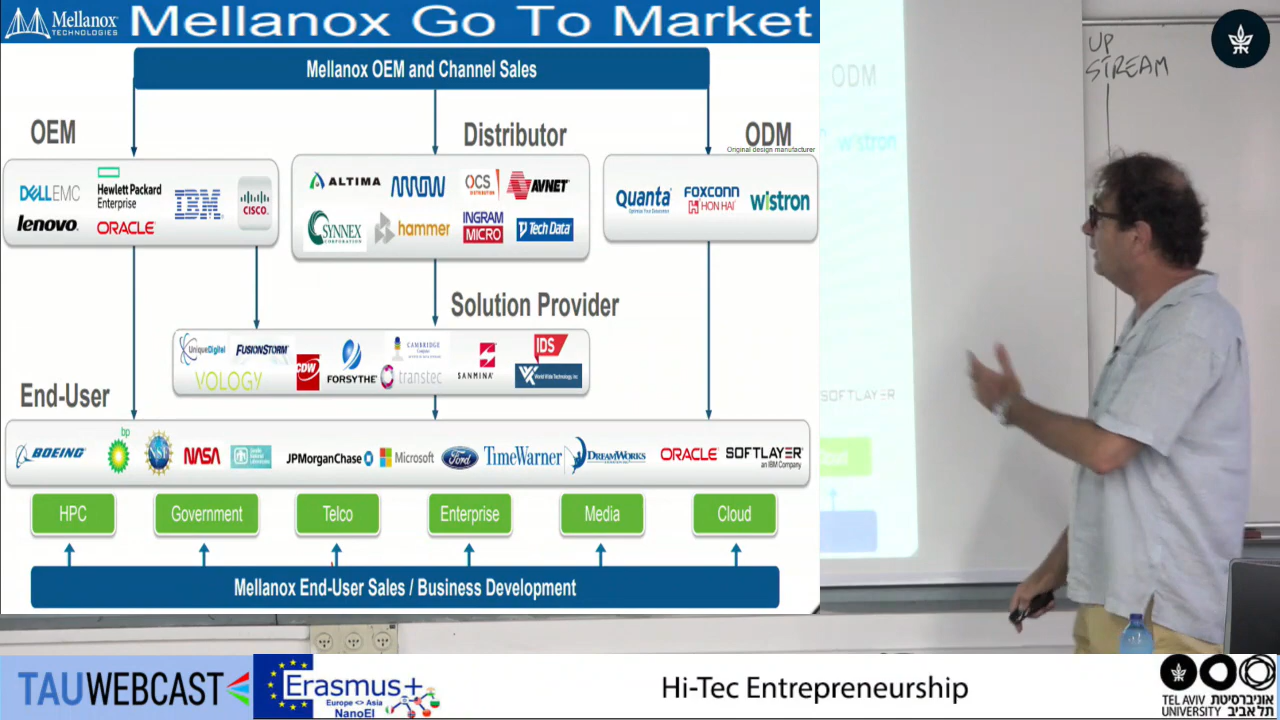 Mellanox
TECHNOLOGIES
Mellanox Go To Market
Mellanox OEM and Channel Sales
OEM
Distributor
ODM
Original design manufacturer
DELLEMC
Hewlett Packard
Enterprise
IBM
CISCO
lenovo
ORACLE
ALTIMA
ARROW
OCS
DISTRIBUTION
AVNET
SYNNEX
CORPORATION
hammer
INGRAM
MICRO
Tech Data
Quanta
FOXCONN
HON HAI
wistron
Solution Provider
UniqueDigital
FUSIONSTORM
VOLOGY
CDW
FORSYTHE
CAMBRIDGE
Computer
transtec
SANMINA
IDS
World Wide Technology, Inc
End-User
BOEING
bp
NSF
NASA
JPMorganChase
Microsoft
Ford
TimeWarner
DREAMWORKS
ORACLE
SOFTLAYER
an IBM Company
HPC
Government
Telco
Enterprise
Media
Cloud
Mellanox End-User Sales / Business Development
UP
STREAM
ODM
wistron
SOFTLAYER
TAUWEBCAST
Erasmus+
Europe <> Asia
NanoEl
Hi-Tec Entrepreneurship
TEL AVIV אוניברסיטת
UNIVERSITY תל אביב